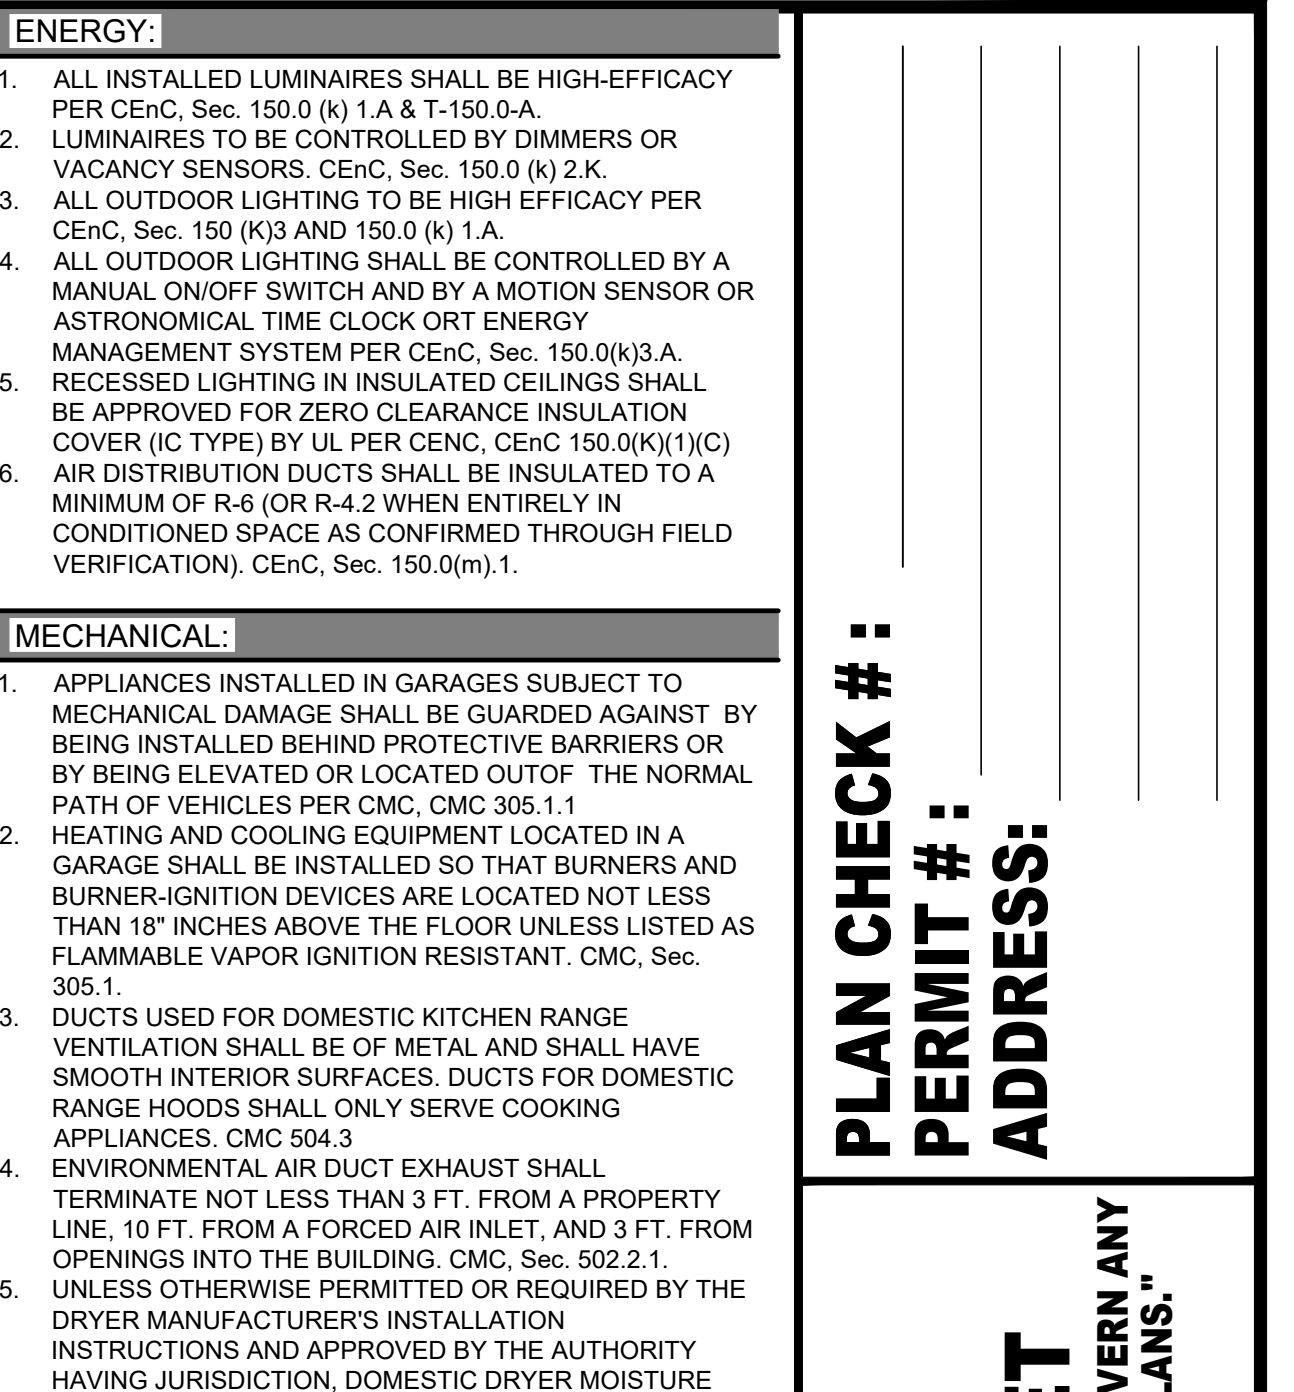 ENERGY:
1. ALL INSTALLED LUMINAIRES SHALL BE HIGH-EFFICACY
PER CEnC, Sec. 150.0 (k) 1.A & T-150.0-A.
2. LUMINAIRES TO BE CONTROLLED BY DIMMERS OR
VACANCY SENSORS. CEnC, Sec. 150.0 (k) 2.K.
3. ALL OUTDOOR LIGHTING TO BE HIGH EFFICACY PER
CEnC, Sec. 150 (K)3 AND 150.0 (k) 1.A.
4. ALL OUTDOOR LIGHTING SHALL BE CONTROLLED BY A
MANUAL ON/OFF SWITCH AND BY A MOTION SENSOR OR
ASTRONOMICAL TIME CLOCK ORT ENERGY
MANAGEMENT SYSTEM PER CEnC, Sec. 150.0(k)3.A.
5. RECESSED LIGHTING IN INSULATED CEILINGS SHALL
BE APPROVED FOR ZERO CLEARANCE INSULATION
COVER (IC TYPE) BY UL PER CENC, CEnC 150.0(K)(1)(C)
6. AIR DISTRIBUTION DUCTS SHALL BE INSULATED TO A
MINIMUM OF R-6 (OR R-4.2 WHEN ENTIRELY IN
CONDITIONED SPACE AS CONFIRMED THROUGH FIELD
VERIFICATION). CEnC, Sec. 150.0(m).1.
MECHANICAL:
1. APPLIANCES INSTALLED IN GARAGES SUBJECT TO
MECHANICAL DAMAGE SHALL BE GUARDED AGAINST  BY
BEING INSTALLED BEHIND PROTECTIVE BARRIERS OR
BY BEING ELEVATED OR LOCATED OUTOF  THE NORMAL
PATH OF VEHICLES PER CMC, CMC 305.1.1
2. HEATING AND COOLING EQUIPMENT LOCATED IN A
GARAGE SHALL BE INSTALLED SO THAT BURNERS AND
BURNER-IGNITION DEVICES ARE LOCATED NOT LESS
THAN 18" INCHES ABOVE THE FLOOR UNLESS LISTED AS
FLAMMABLE VAPOR IGNITION RESISTANT. CMC, Sec.
305.1.
3. DUCTS USED FOR DOMESTIC KITCHEN RANGE
VENTILATION SHALL BE OF METAL AND SHALL HAVE
SMOOTH INTERIOR SURFACES. DUCTS FOR DOMESTIC
RANGE HOODS SHALL ONLY SERVE COOKING
APPLIANCES. CMC 504.3
4. ENVIRONMENTAL AIR DUCT EXHAUST SHALL
TERMINATE NOT LESS THAN 3 FT. FROM A PROPERTY
LINE, 10 FT. FROM A FORCED AIR INLET, AND 3 FT. FROM
OPENINGS INTO THE BUILDING. CMC, Sec. 502.2.1.
5. UNLESS OTHERWISE PERMITTED OR REQUIRED BY THE
DRYER MANUFACTURER'S INSTALLATION
INSTRUCTIONS AND APPROVED BY THE AUTHORITY
HAVING JURISDICTION, DOMESTIC DRYER MOISTURE
PLAN CHECK # :
PERMIT # :
ADDRESS:
ANY